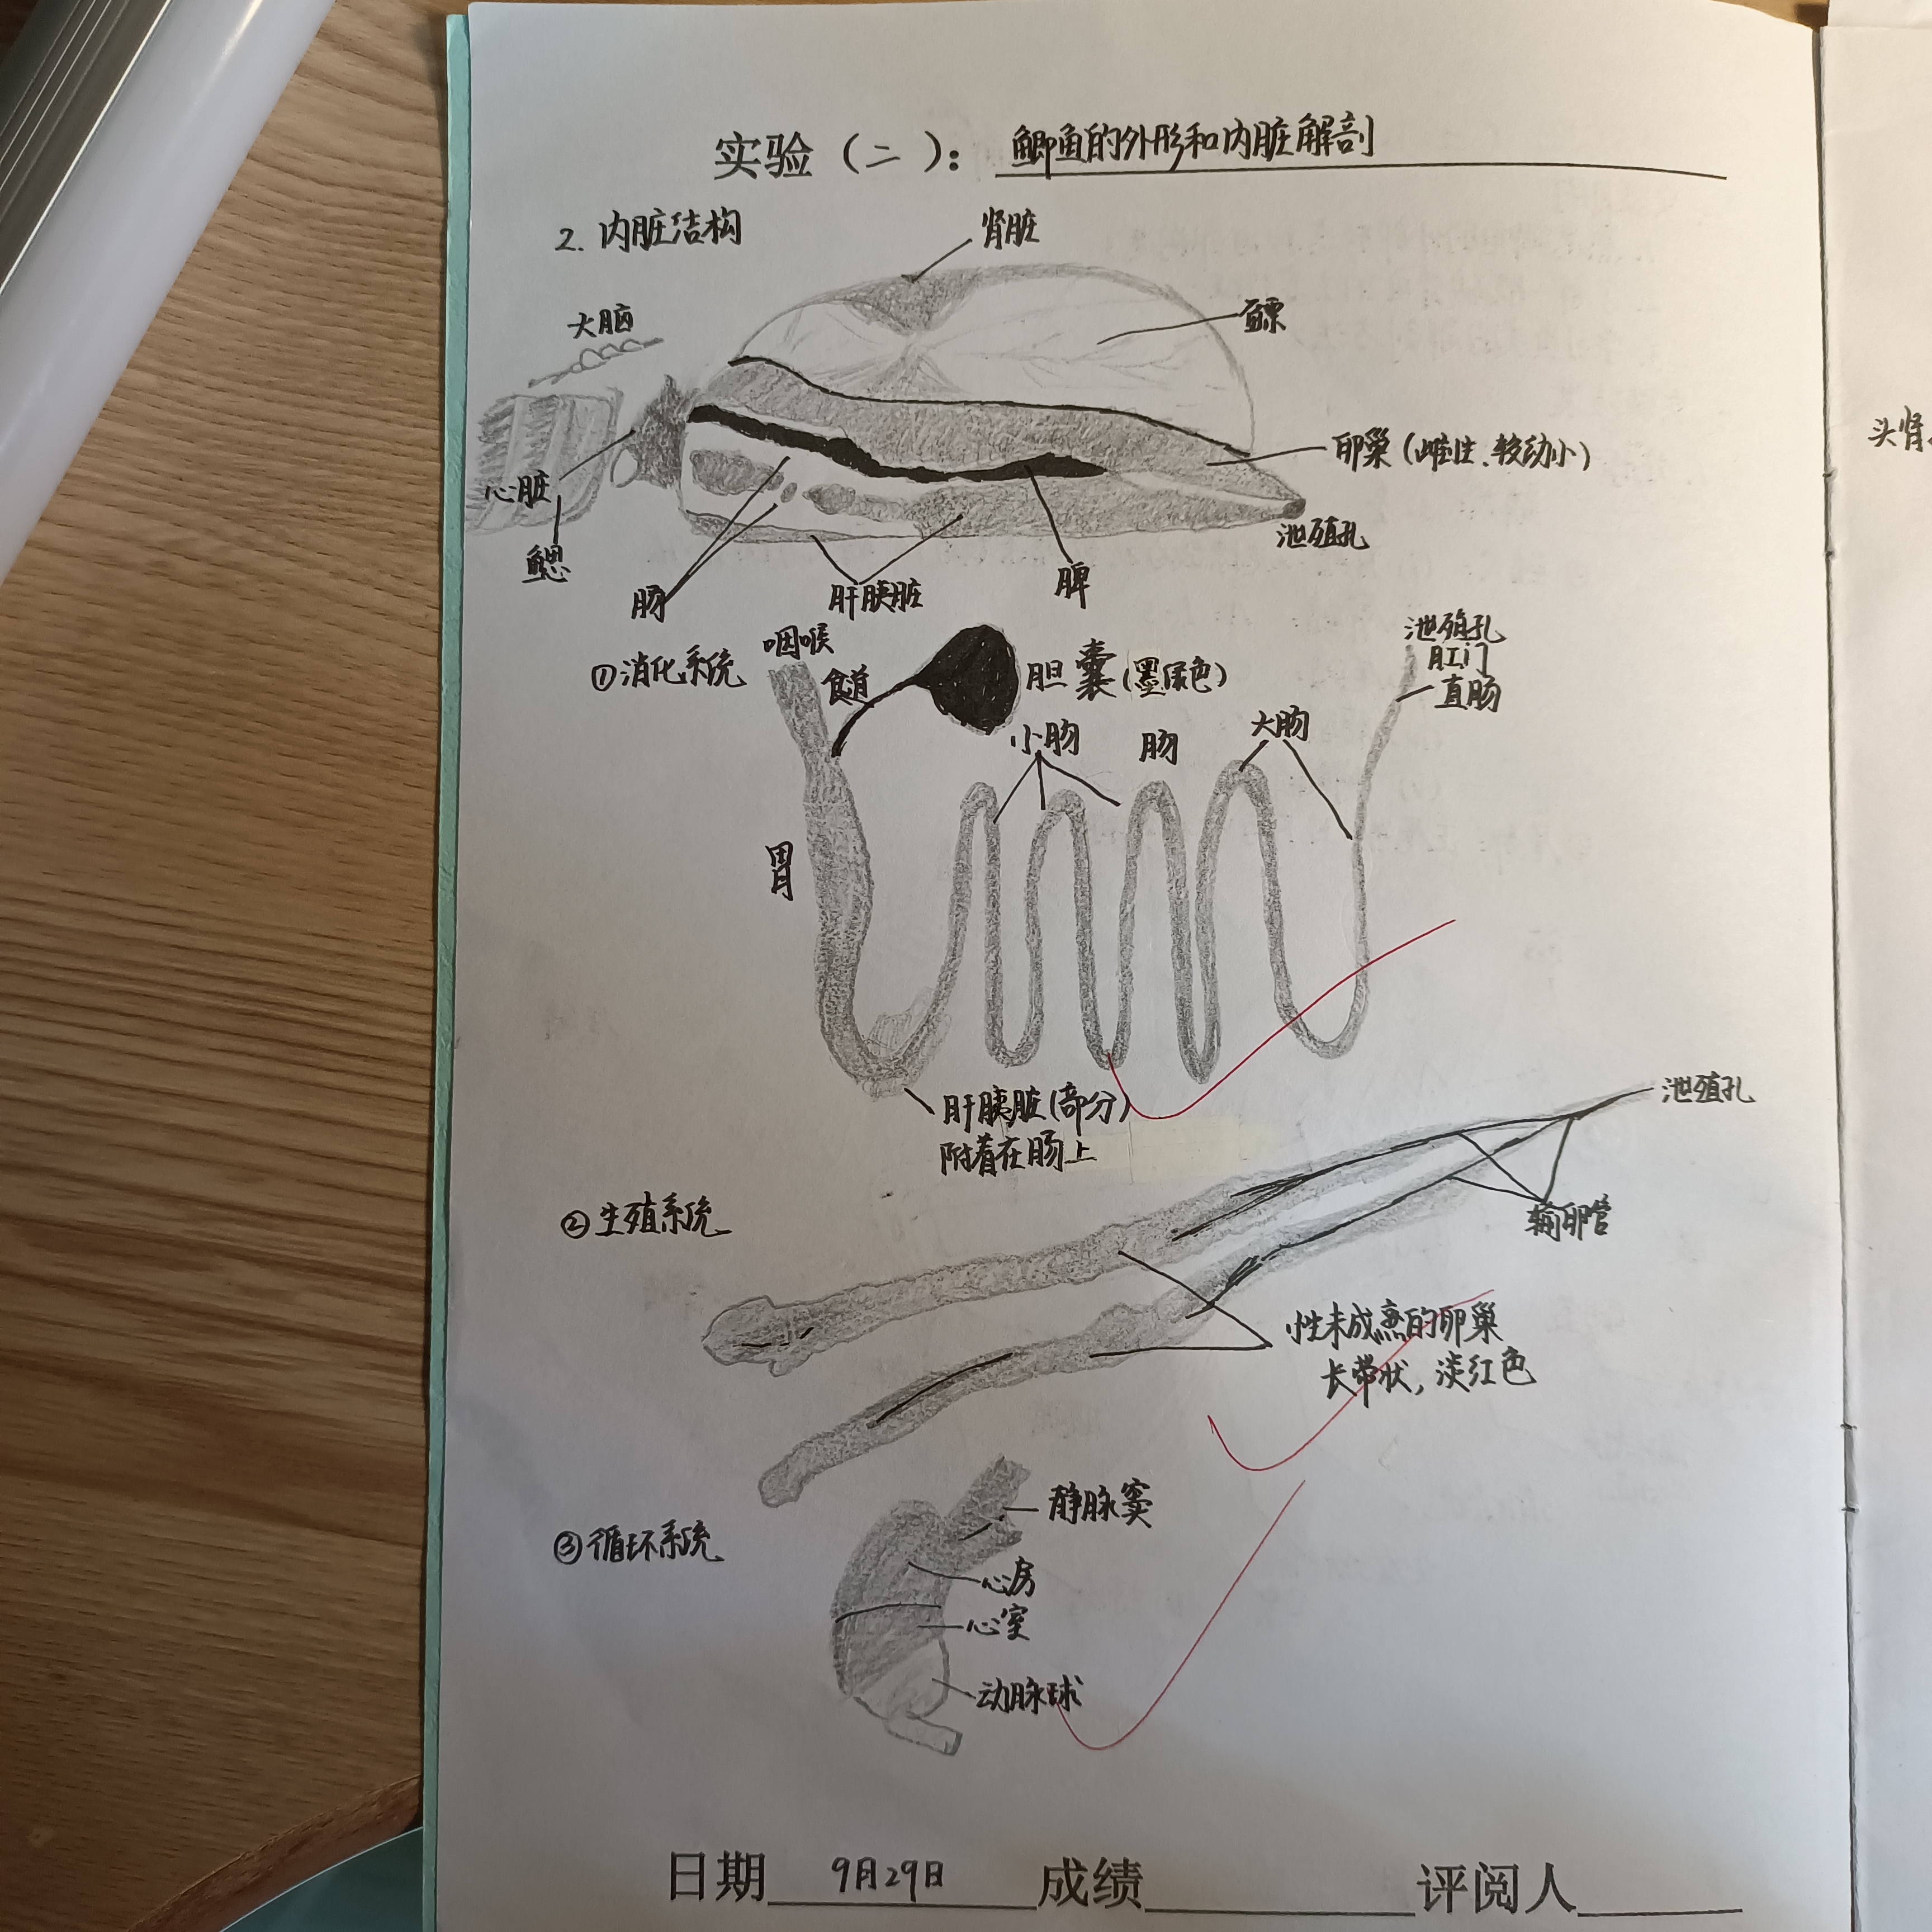 实验（二）：鲫鱼的外形和内脏解剖
2. 内脏结构
肾脏
大脑
鳔
心脏
鳃
卵巢(雌性、较幼小)
泄殖孔
肠
肝胰脏
脾
①消化系统
咽喉
食道
胆囊(墨绿色)
小肠
肠
大肠
泄殖孔
肛门
直肠
胃
肝胰脏(部分)
附着在肠上
②生殖系统
泄殖孔
输卵管
性未成熟的卵巢
长带状，淡红色
③循环系统
静脉窦
心房
心室
动脉球
日期 9月29日 成绩 评阅人
头肾